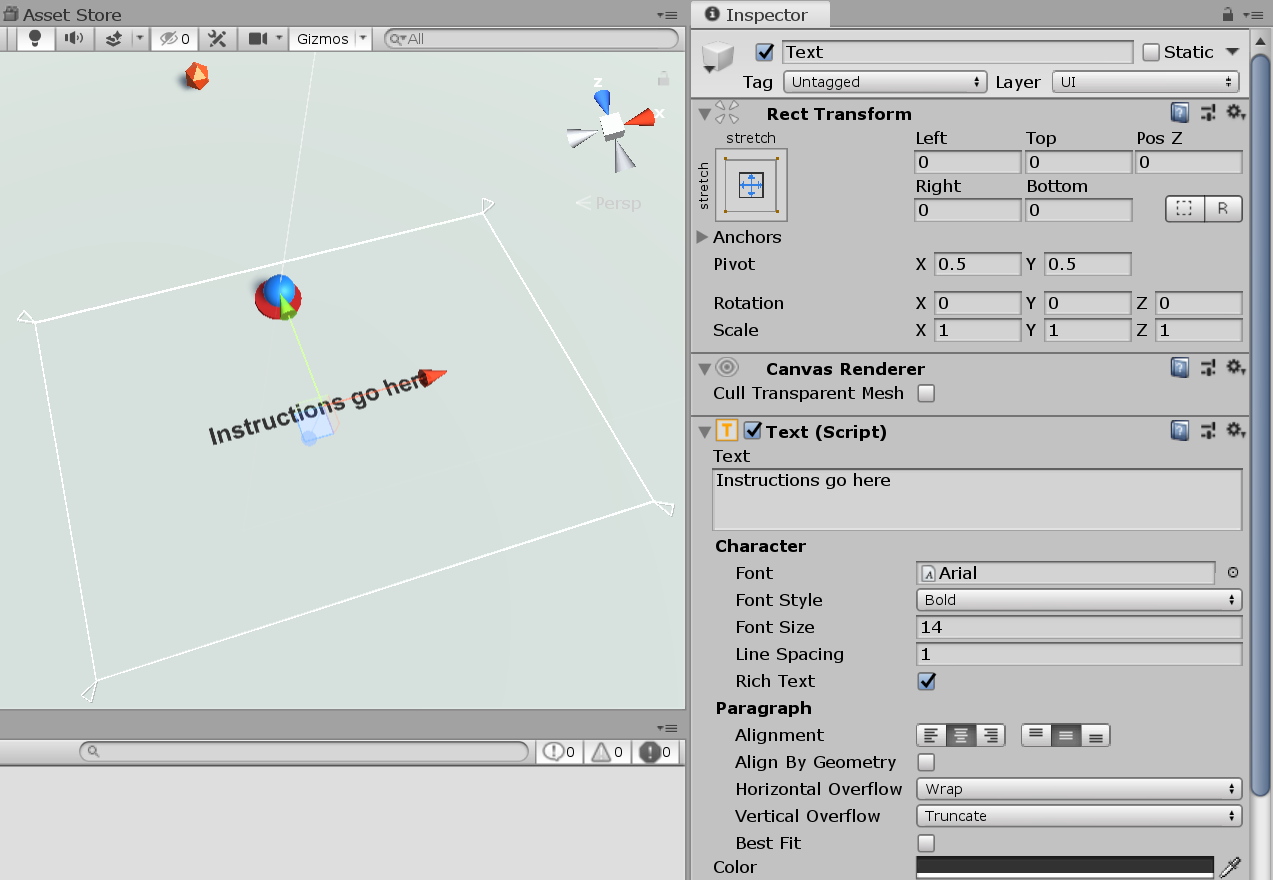 Asset Store
0 Gizmos All
z
x
Persp
Instructions go here
0 0 0
Inspector
Text Static
Tag Untagged Layer UI
Rect Transform
stretch
stretch
Left Top Pos Z
0 0 0
Right Bottom
0 0 R
Anchors
Pivot X 0.5 Y 0.5
Rotation X 0 Y 0 Z 0
Scale X 1 Y 1 Z 1
Canvas Renderer
Cull Transparent Mesh
T Text (Script)
Text
Instructions go here
Character
Font Arial
Font Style Bold
Font Size 14
Line Spacing 1
Rich Text
Paragraph
Alignment
Align By Geometry
Horizontal Overflow Wrap
Vertical Overflow Truncate
Best Fit
Color